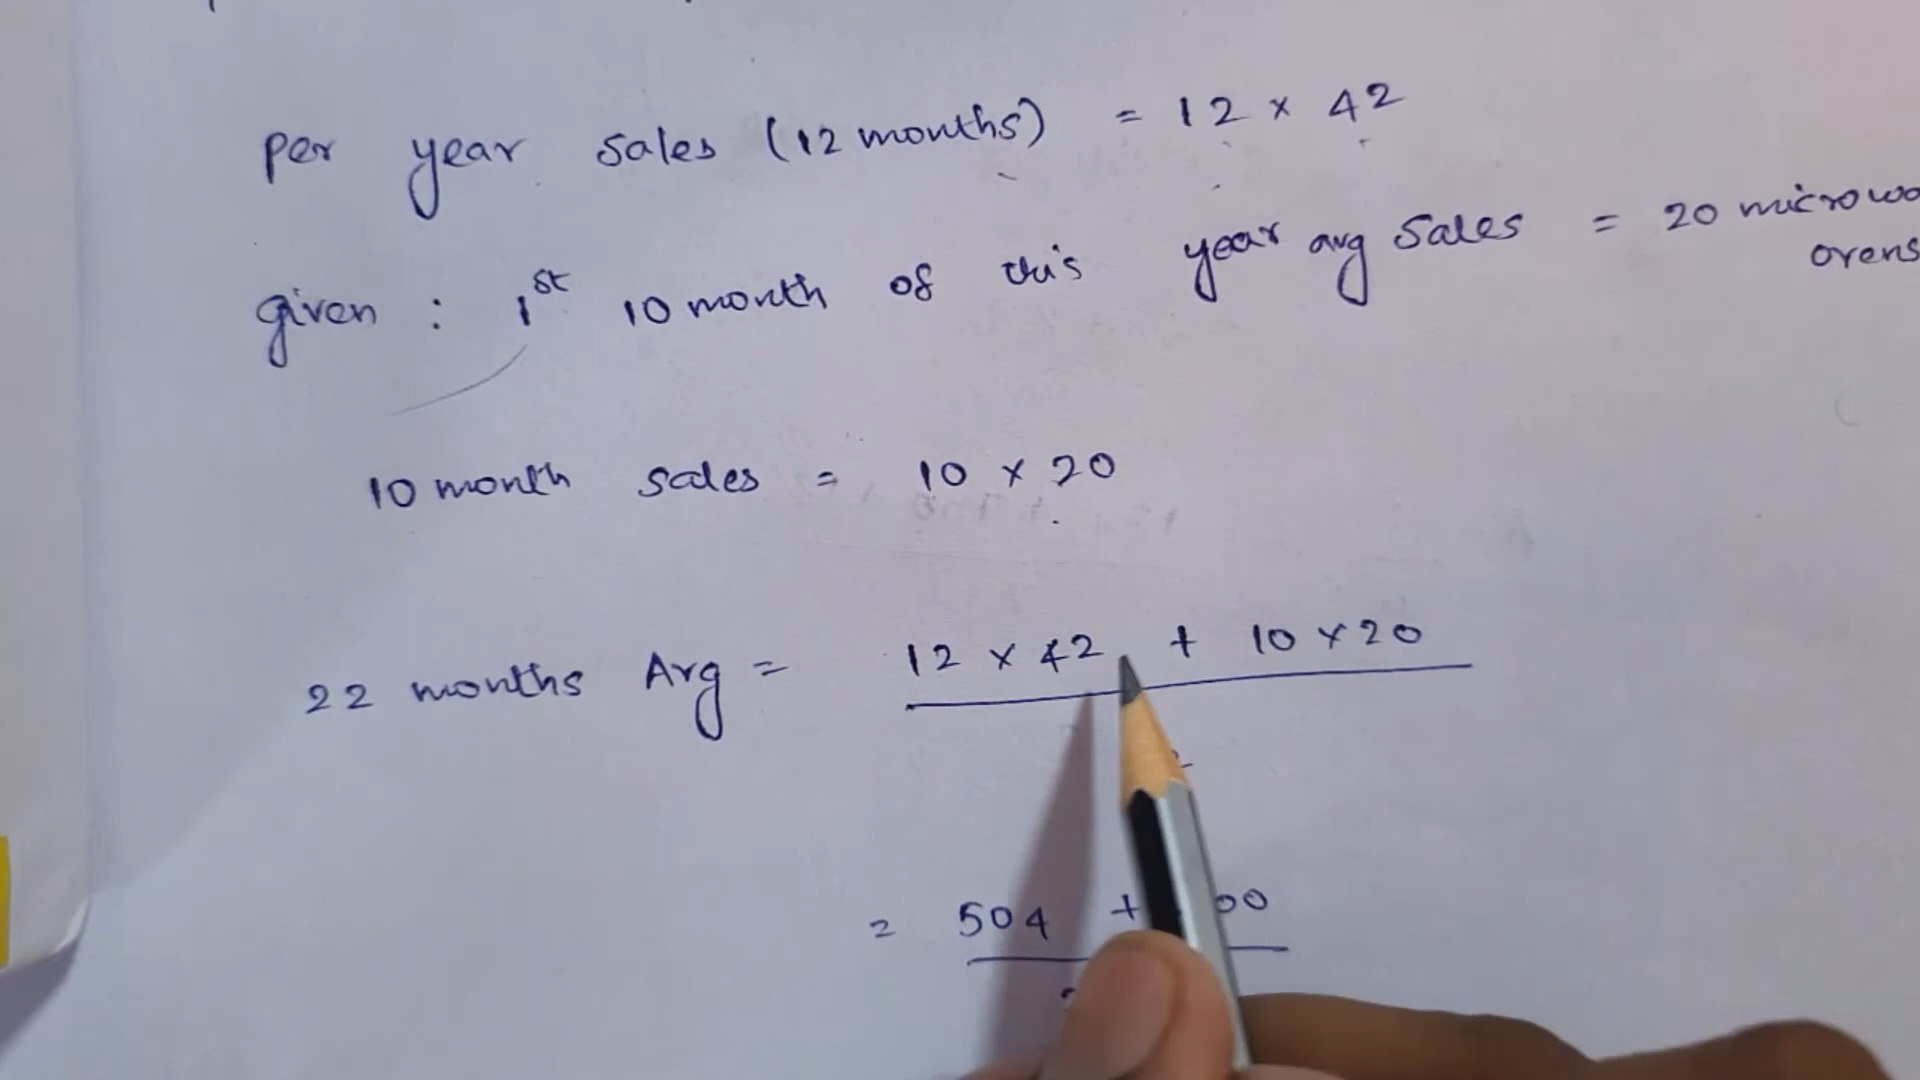 per year sales (12 months) = 12 × 42
given : 1st 10 month of this year avg sales = 20
ovens
10 month sales = 10 × 20
22 months Avg = 12 × 42 + 10 × 20
= 504 + 00